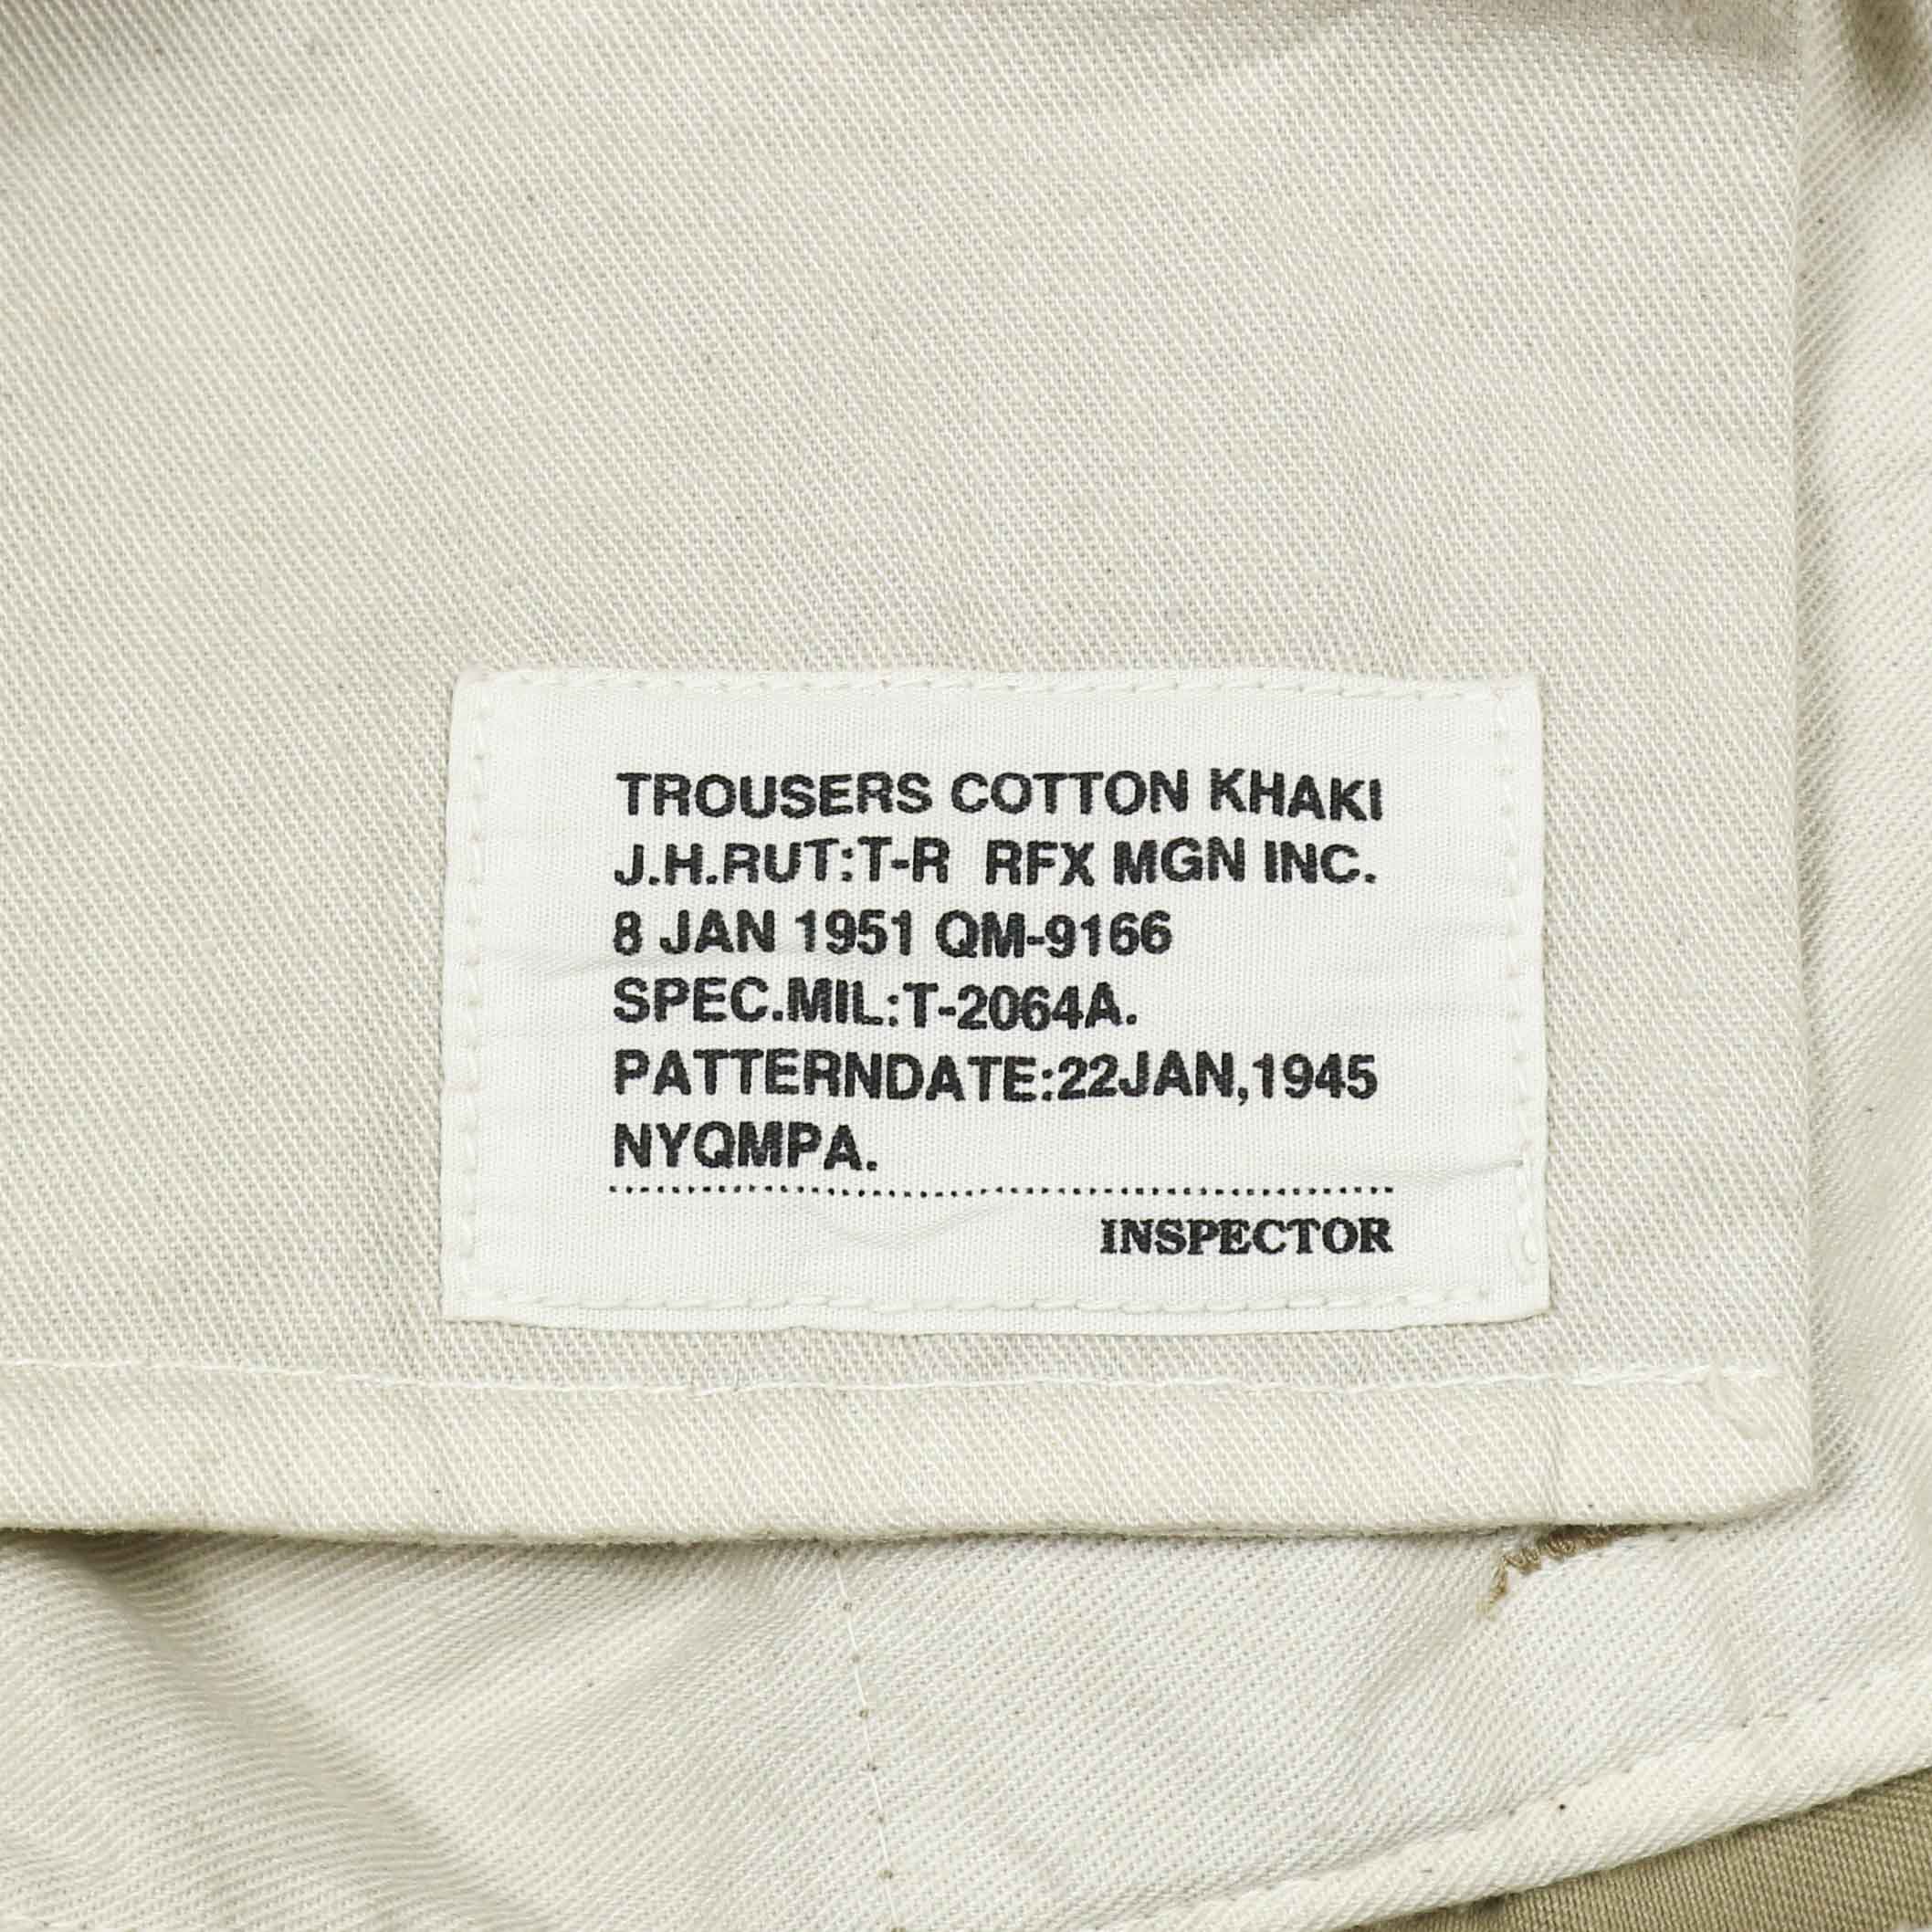 TROUSERS COTTON KHAKI
J.H.RUT:T-R RFX MGN INC.
8 JAN 1951 QM-9166
SPEC.MIL:T-2064A.
PATTERNDATE:22JAN,1945
NYQMPA.
INSPECTOR